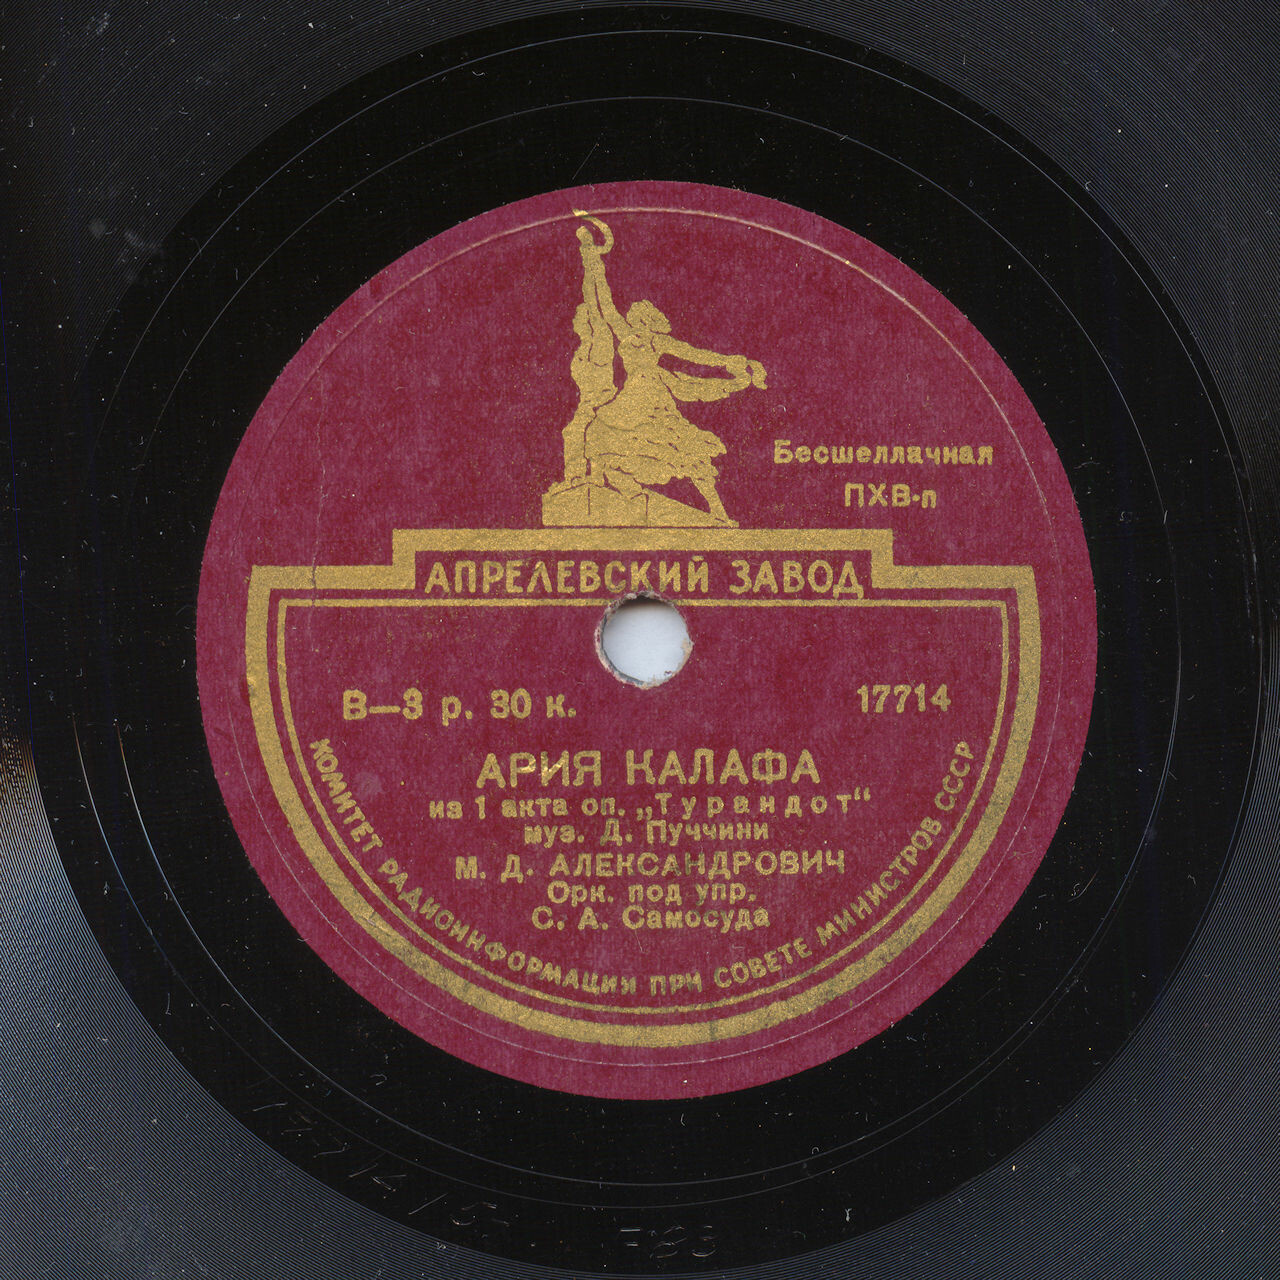 Бесшеллачная
ПХВ-п
АПРЕЛЕВСКИЙ ЗАВОД
В—3 р. 30 к.
17714
АРИЯ КАЛАФА
из 1 акта оп. „Турандот“
муз. Д. Пуччини
М. Д. АЛЕКСАНДРОВИЧ
Орк. под упр.
С. А. Самосуда
КОМИТЕТ РАДИОИНФОРМАЦИИ ПРИ СОВЕТЕ МИНИСТРОВ СССР